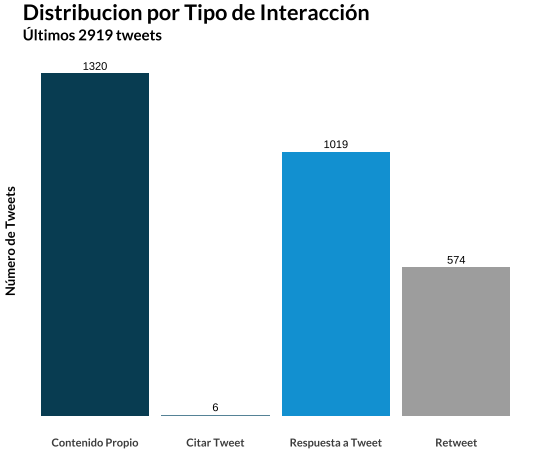 Distribucion por Tipo de Interacción
Últimos 2919 tweets
1320
1019
574
6
Número de Tweets
Contenido Propio
Citar Tweet
Respuesta a Tweet
Retweet